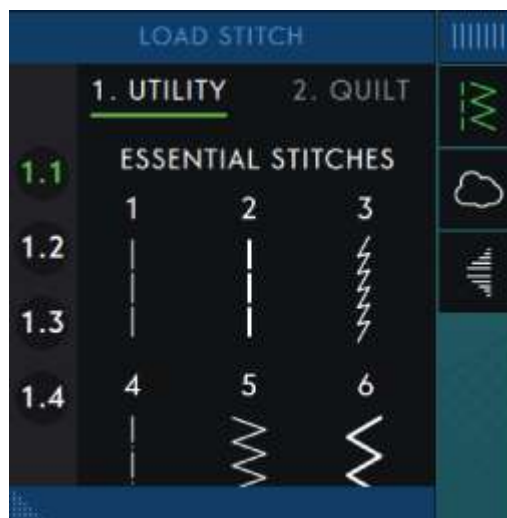 LOAD STITCH
1. UTILITY 2. QUILT
ESSENTIAL STITCHES
1.1
1 2 3
1.2
1.3
4 5 6
1.4